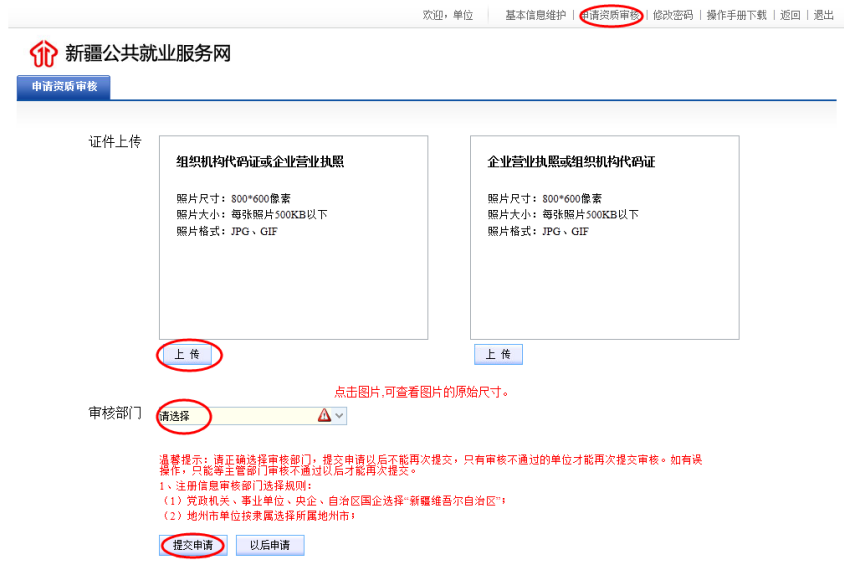 欢迎，单位 基本信息维护 | 申请资质审核 | 修改密码 | 操作手册下载 | 返回 | 退出
新疆公共就业服务网
申请资质审核
证件上传
组织机构代码证或企业营业执照
照片尺寸：800*600像素
照片大小：每张照片500KB以下
照片格式：JPG、GIF
上 传
企业营业执照或组织机构代码证
照片尺寸：800*600像素
照片大小：每张照片500KB以下
照片格式：JPG、GIF
上 传
点击图片,可查看图片的原始尺寸。
审核部门 请选择
温馨提示：请正确选择审核部门，提交申请以后不能再次提交，只有审核不通过的单位才能再次提交审核。如有误
操作，只能等主管部门审核不通过以后才能再次提交。
1、注册信息审核部门选择规则：
（1）党政机关、事业单位、央企、自治区国企选择“新疆维吾尔自治区”；
（2）地州市单位按隶属选择所属地州市；
提交申请 以后申请